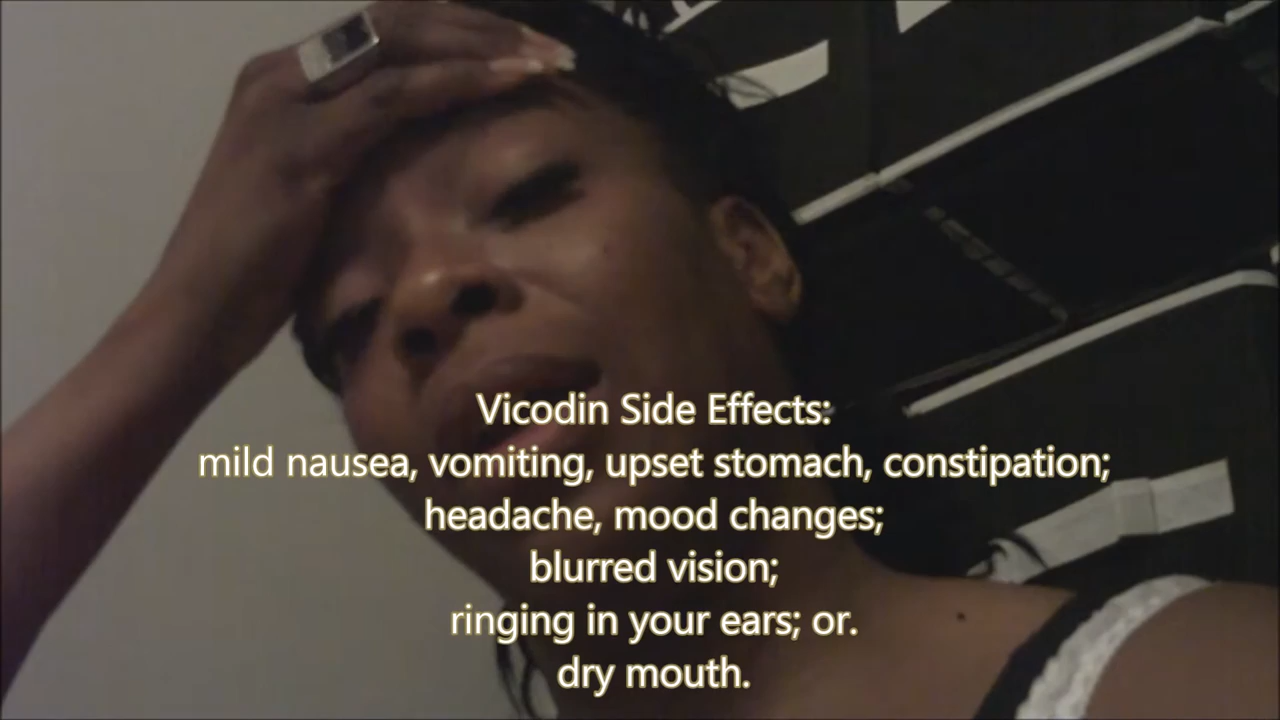 Vicodin Side Effects:
mild nausea, vomiting, upset stomach, constipation;
headache, mood changes;
blurred vision;
ringing in your ears; or.
dry mouth.